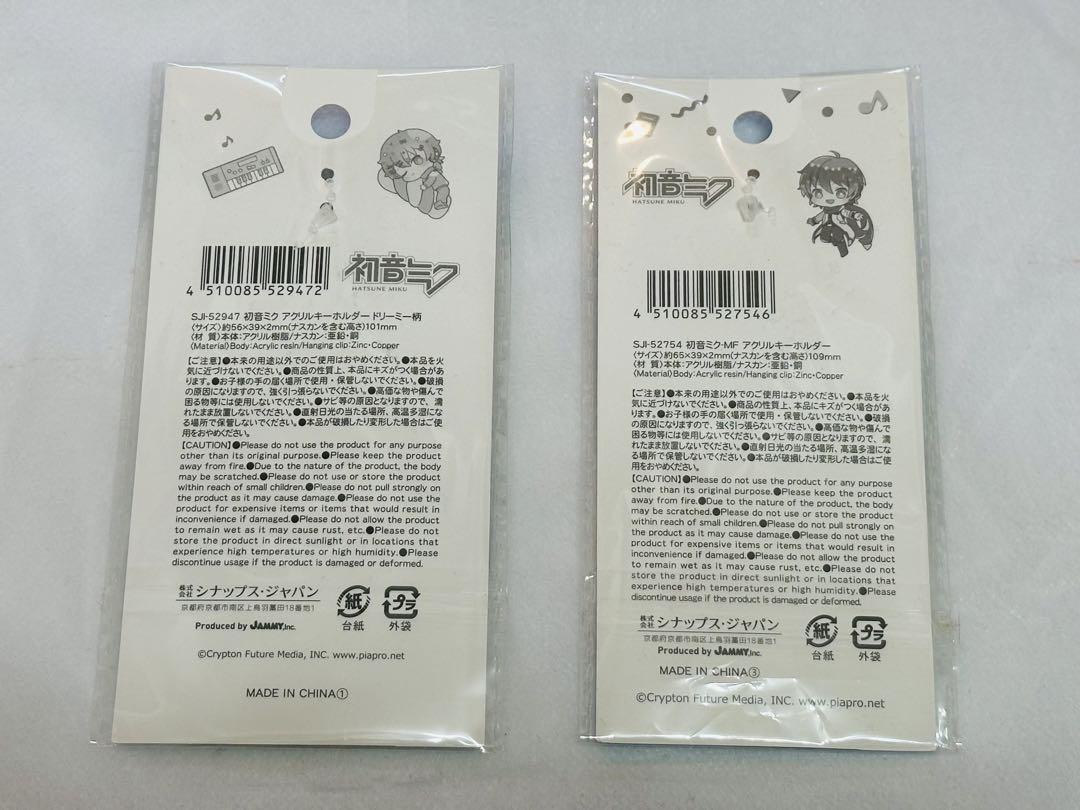 初音ミク
HATSUNE MIKU
4 510085 529472
SJI-52947 初音ミク アクリルキーホルダー ドリーミー柄
〈サイズ〉約56×39×2mm(ナスカンを含む高さ)101mm
〈材 質〉本体:アクリル樹脂/ナスカン:亜鉛・銅
〈Material〉Body:Acrylic resin/Hanging clip:Zinc・Copper
【ご注意】●本来の用途以外でのご使用はおやめください。●本品を火
気に近づけないでください。●商品の性質上、本品にキズがつく場合があ
ります。●お子様の手の届く場所で使用・保管しないでください。●破損
の原因になりますので、強く引っ張らないでください。●高価な物や傷んで
困る物等には使用しないでください。●サビ等の原因となりますので、濡
れたまま放置しないでください。●直射日光の当たる場所、高温多湿にな
る場所で保管しないでください。●本品が破損したり変形した場合はご使
用をおやめください。
【CAUTION】●Please do not use the product for any purpose
other than its original purpose.●Please keep the product
away from fire.●Due to the nature of the product, the body
may be scratched.●Please do not use or store the product
within reach of small children.●Please do not pull strongly on
the product as it may cause damage.●Please do not use the
product for expensive items or items that would result in
inconvenience if damaged.●Please do not allow the product
to remain wet as it may cause rust, etc.●Please do not
store the product in direct sunlight or in locations that
experience high temperatures or high humidity.●Please
discontinue usage if the product is damaged or deformed.
株式会社 シナップス・ジャパン
京都府京都市南区上鳥羽藁田18番地1
Produced by JAMMY,Inc.
紙 プラ
台紙 外袋
©Crypton Future Media, INC. www.piapro.net
MADE IN CHINA①
初音ミク
HATSUNE MIKU
4 510085 527546
SJI-52754 初音ミク-MF アクリルキーホルダー
〈サイズ〉約65×39×2mm(ナスカンを含む高さ)109mm
〈材 質〉本体:アクリル樹脂/ナスカン:亜鉛・銅
〈Material〉Body:Acrylic resin/Hanging clip:Zinc・Copper
【ご注意】●本来の用途以外でのご使用はおやめください。●本品を火
気に近づけないでください。●商品の性質上、本品にキズがつく場合があ
ります。●お子様の手の届く場所で使用・保管しないでください。●破損
の原因になりますので、強く引っ張らないでください。●高価な物や傷んで
困る物等には使用しないでください。●サビ等の原因となりますので、濡
れたまま放置しないでください。●直射日光の当たる場所、高温多湿にな
る場所で保管しないでください。●本品が破損したり変形した場合はご使
用をおやめください。
【CAUTION】●Please do not use the product for any purpose
other than its original purpose.●Please keep the product
away from fire.●Due to the nature of the product, the body
may be scratched.●Please do not use or store the product
within reach of small children.●Please do not pull strongly on
the product as it may cause damage.●Please do not use the
product for expensive items or items that would result in
inconvenience if damaged.●Please do not allow the product
to remain wet as it may cause rust, etc.●Please do not
store the product in direct sunlight or in locations that
experience high temperatures or high humidity.●Please
discontinue usage if the product is damaged or deformed.
株式会社 シナップス・ジャパン
京都府京都市南区上鳥羽藁田18番地1
Produced by JAMMY,Inc.
紙 プラ
台紙 外袋
MADE IN CHINA③
©Crypton Future Media, INC. www.piapro.net